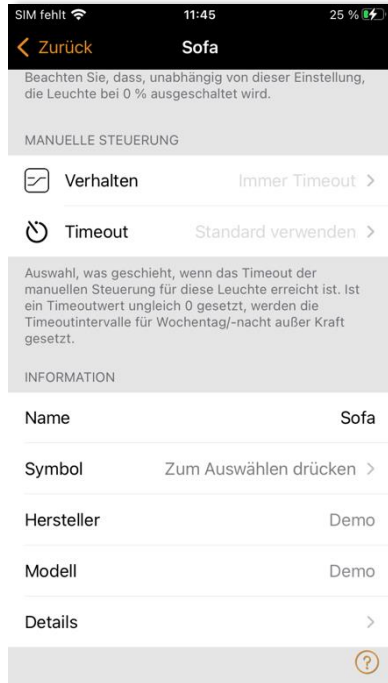 SIM fehlt 11:45 25 %
Zurück Sofa
Beachten Sie, dass, unabhängig von dieser Einstellung,
die Leuchte bei 0 % ausgeschaltet wird.
MANUELLE STEUERUNG
Verhalten Immer Timeout
Timeout Standard verwenden
Auswahl, was geschieht, wenn das Timeout der
manuellen Steuerung für diese Leuchte erreicht ist. Ist
ein Timeoutwert ungleich 0 gesetzt, werden die
Timeoutintervalle für Wochentag/-nacht außer Kraft
gesetzt.
INFORMATION
Name Sofa
Symbol Zum Auswählen drücken
Hersteller Demo
Modell Demo
Details
?